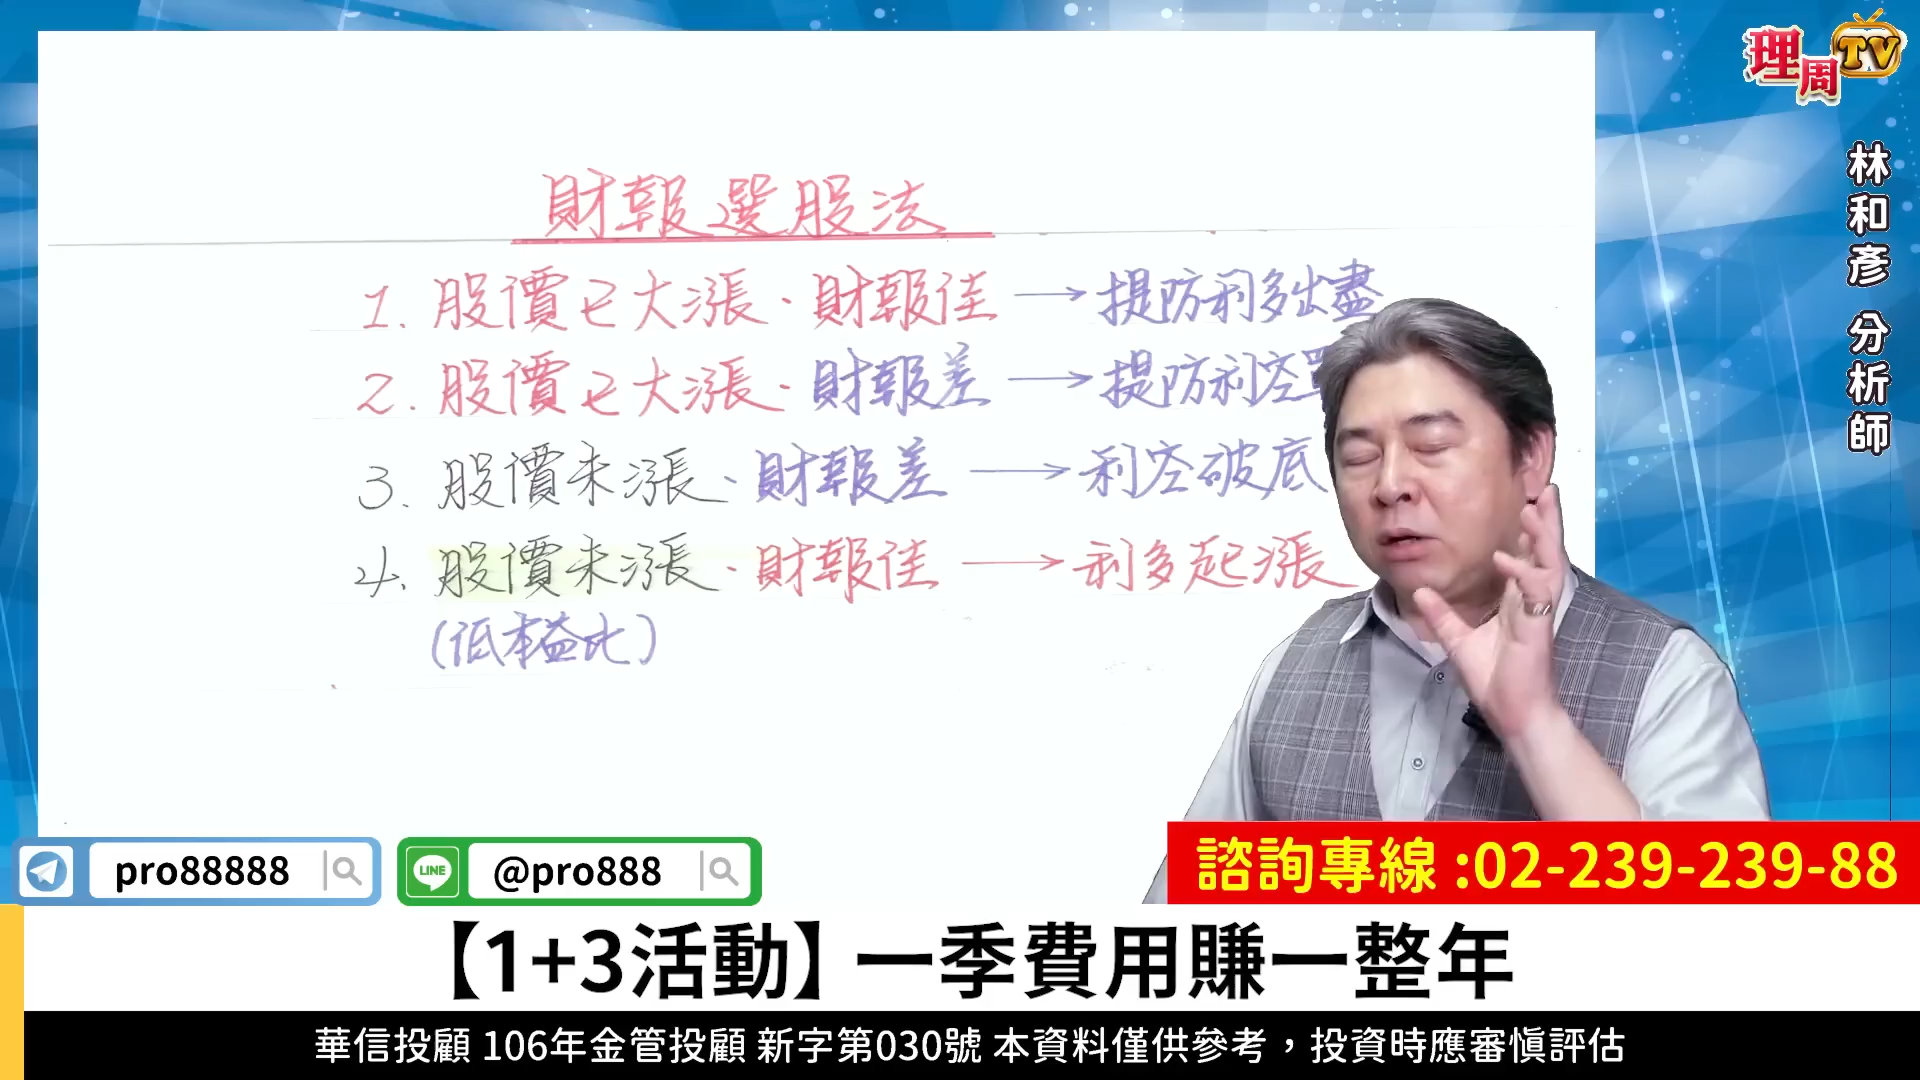 理周TV
林和彥 分析師
財報選股法
1. 股價已大漲·財報佳→提防利多出盡
2. 股價已大漲·財報差→提防利空
3. 股價未漲·財報差→利空破底
4. 股價未漲·財報佳→利多起漲
(低本益比)
pro88888
LINE
@pro888
諮詢專線:02-239-239-88
【1+3活動】一季費用賺一整年
華信投顧 106年金管投顧 新字第030號 本資料僅供參考，投資時應審慎評估